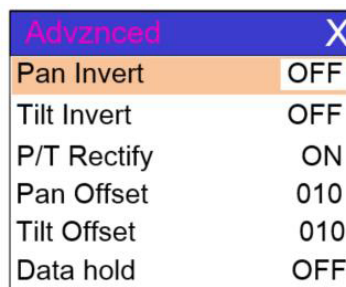 Advznced X
Pan Invert OFF
Tilt Invert OFF
P/T Rectify ON
Pan Offset 010
Tilt Offset 010
Data hold OFF